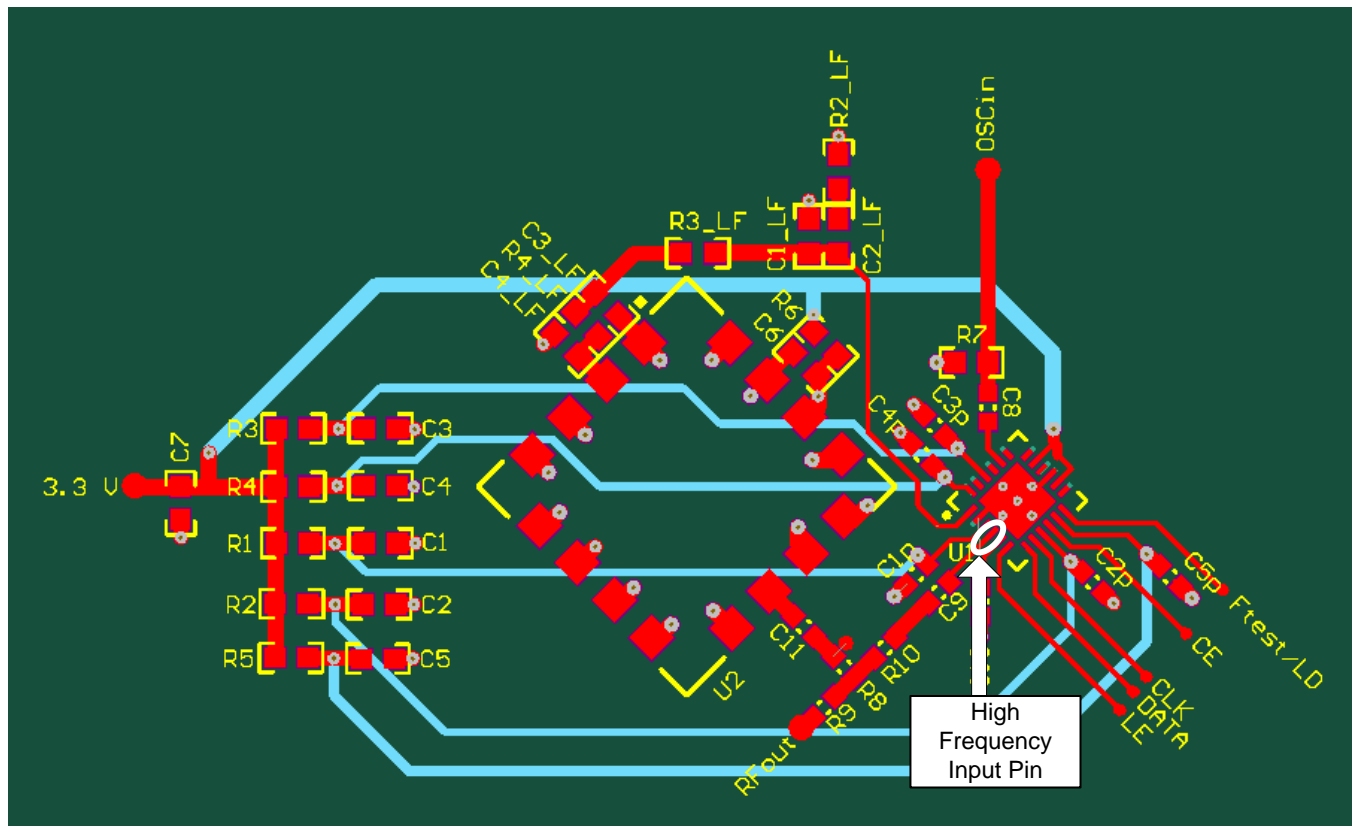 R2_LF
OSCin
R3_LF
C1_LF
C2_LF
C3_LF
R4_LF
C4_LF
R6
C6
R7
C8
C3p
C4p
R3
C3
C7
3.3 V
R4
C4
R1
C1
U1
C1p
C9
C2p
C5p
R2
C2
C11
R10
Ftest/LD
CE
R5
C5
U2
R8
R9
CLK
DATA
LE
RFout
High
Frequency
Input Pin